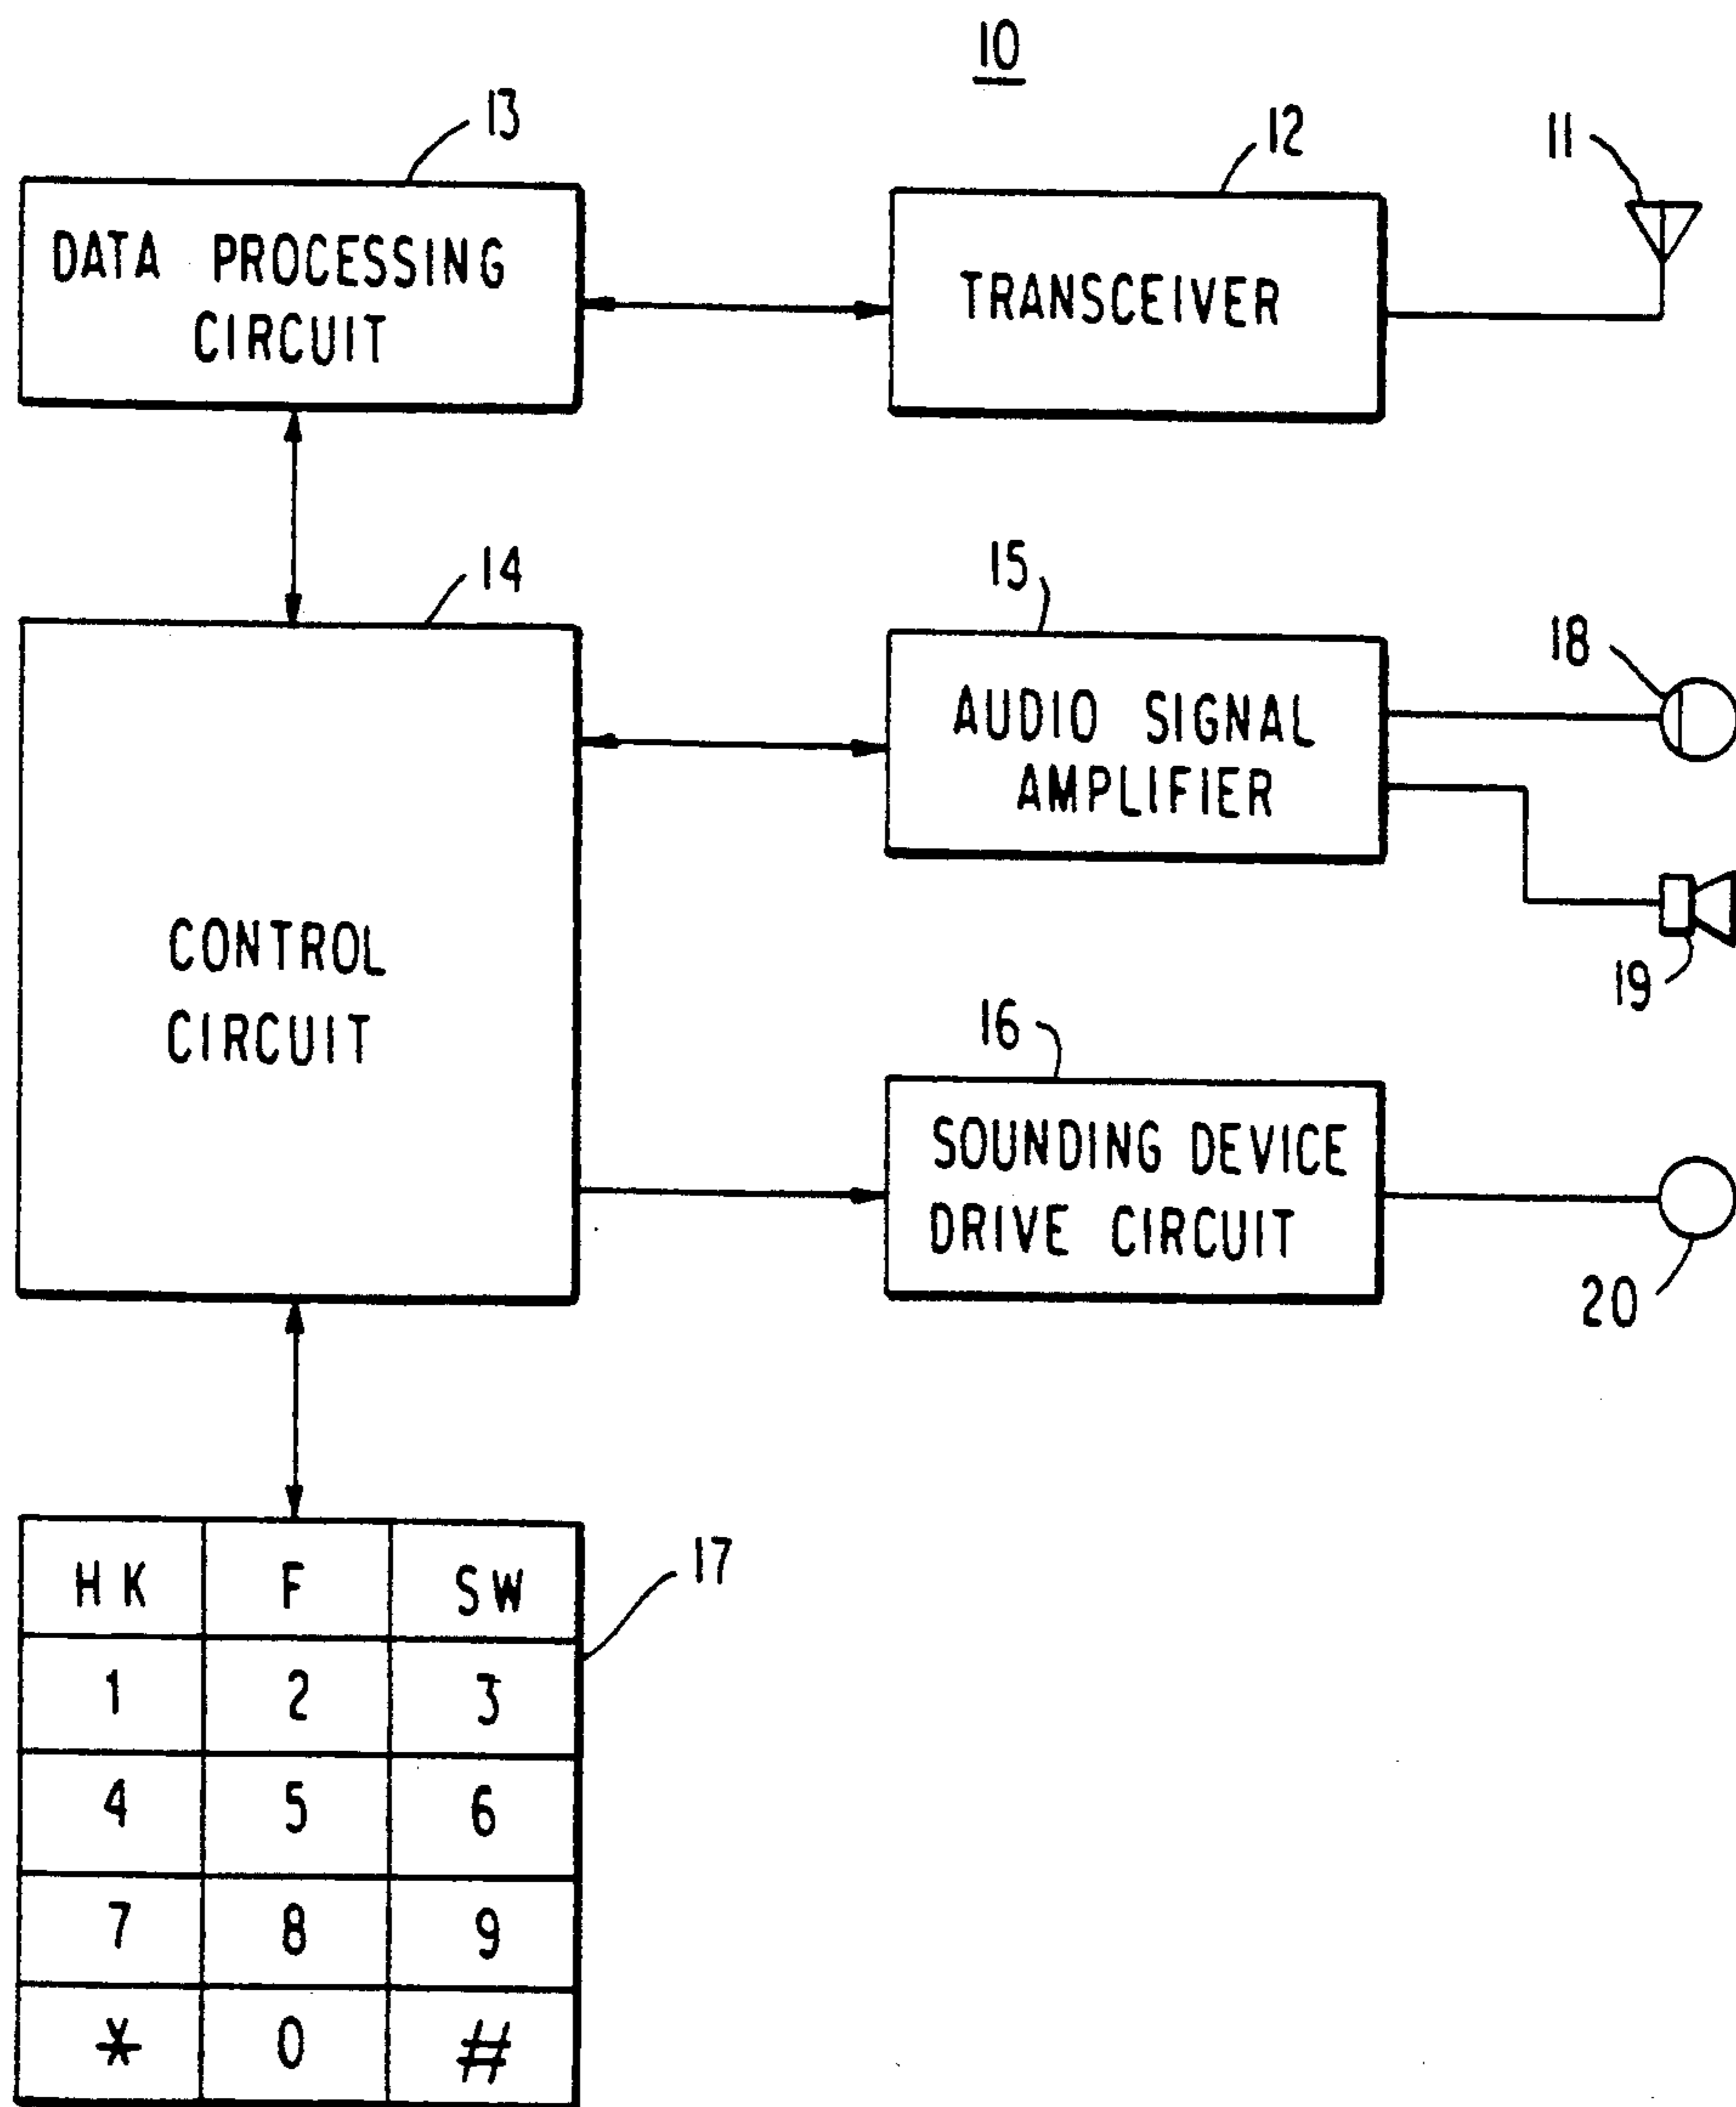 10
13
12
11
DATA PROCESSING
CIRCUIT
TRANSCEIVER
14
15
18
AUDIO SIGNAL
AMPLIFIER
CONTROL
CIRCUIT
19
16
SOUNDING DEVICE
DRIVE CIRCUIT
20
HK F SW
17
1 2 3
4 5 6
7 8 9
* 0 #